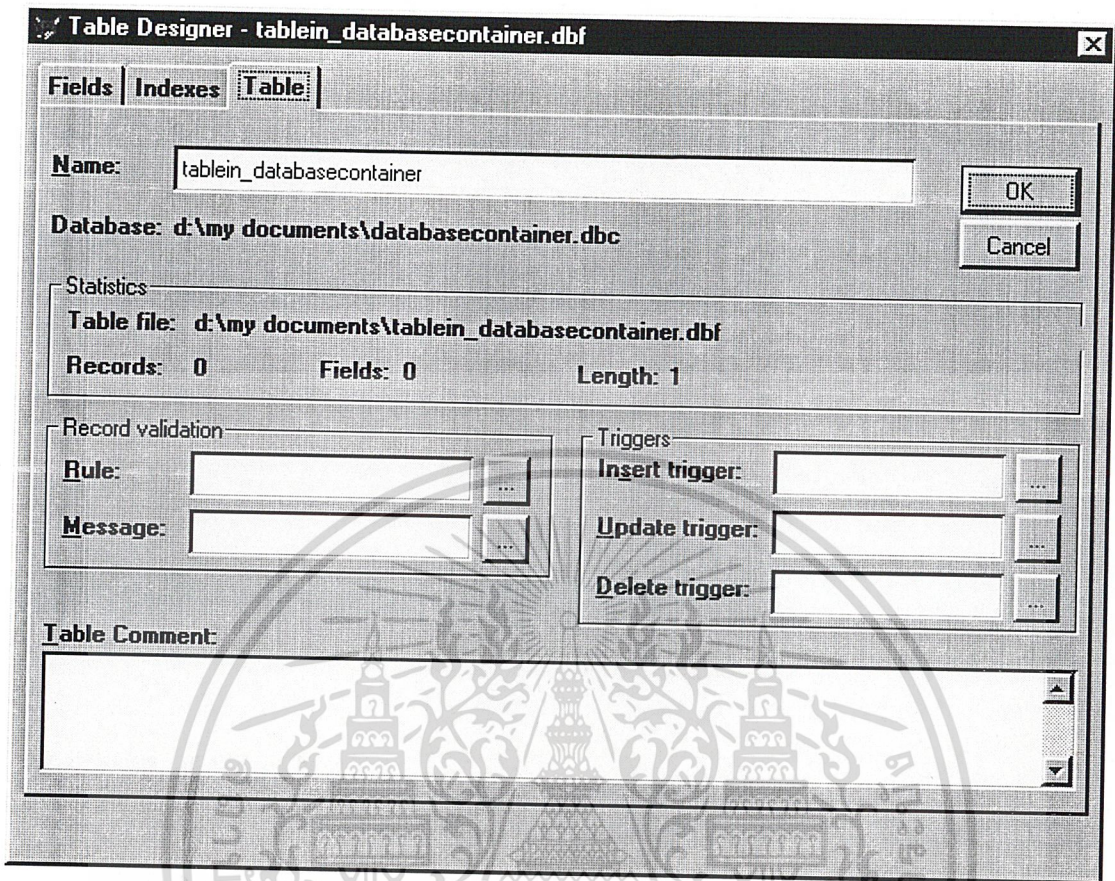 Table Designer - tablein_databasecontainer.dbf
Fields Indexes Table
Name: tablein_databasecontainer
OK
Database: d:\my documents\databasecontainer.dbc
Cancel
Statistics
Table file: d:\my documents\tablein_databasecontainer.dbf
Records: 0 Fields: 0 Length: 1
Record validation
Rule: ...
Message: ...
Triggers
Insert trigger: ...
Update trigger: ...
Delete trigger: ...
Table Comment: